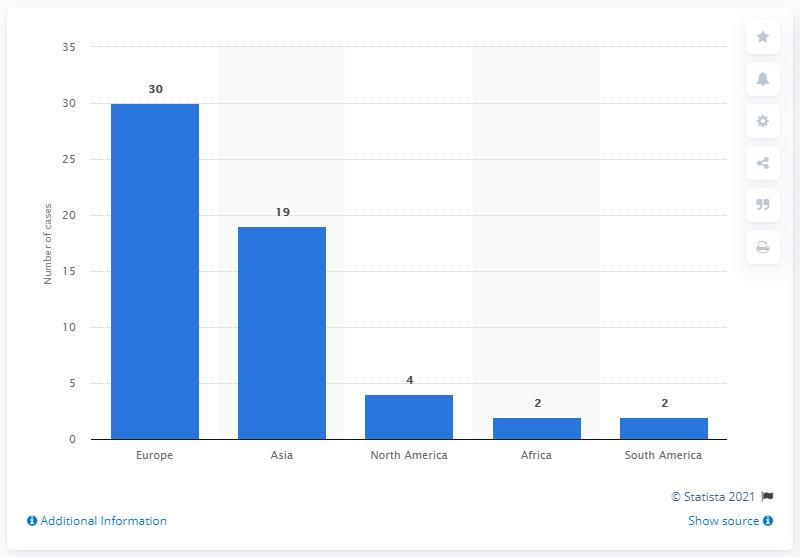 35
30
25
20
15
10
5
0
Number of cases
30
19
4
2
2
Europe
Asia
North America
Africa
South America
© Statista 2021
Additional Information
Show source